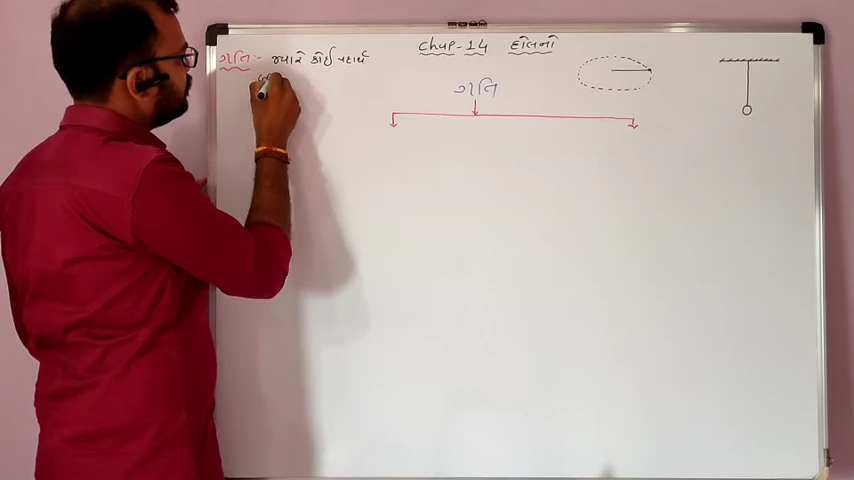 Chap-14 દોલનો
ગતિ :- જ્યારે કોઈ પદાર્થ
ગતિ